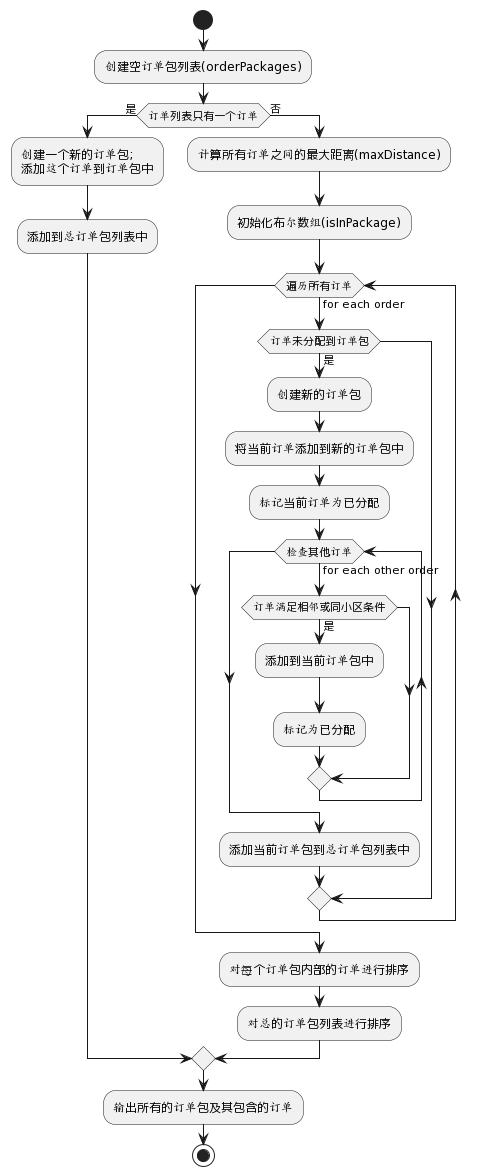 创建空订单包列表(orderPackages)
是
订单列表只有一个订单
否
创建一个新的订单包;
添加这个订单到订单包中
添加到总订单包列表中
计算所有订单之间的最大距离(maxDistance)
初始化布尔数组(isInPackage)
遍历所有订单
for each order
订单未分配到订单包
是
创建新的订单包
将当前订单添加到新的订单包中
标记当前订单为已分配
检查其他订单
for each other order
订单满足相邻或同小区条件
是
添加到当前订单包中
标记为已分配
添加当前订单包到总订单包列表中
对每个订单包内部的订单进行排序
对总的订单包列表进行排序
输出所有的订单包及其包含的订单